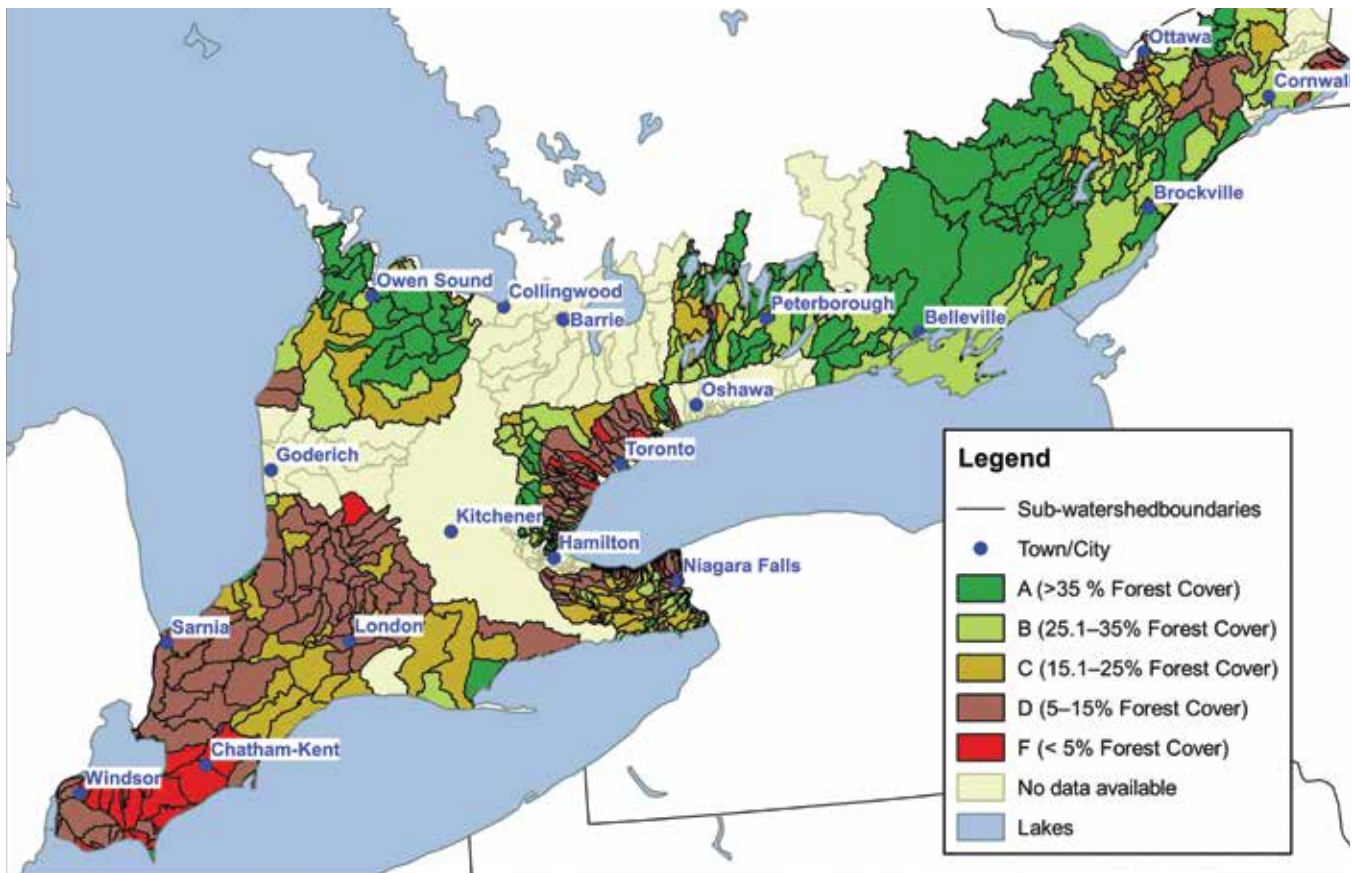 Ottawa
Cornwall
Brockville
Owen Sound
Collingwood
Barrie
Peterborough
Belleville
Oshawa
Goderich
Toronto
Kitchener
Hamilton
Niagara Falls
Sarnia
London
Chatham-Kent
Windsor
Legend
Sub-watershedboundaries
Town/City
A (>35 % Forest Cover)
B (25.1–35% Forest Cover)
C (15.1–25% Forest Cover)
D (5–15% Forest Cover)
F (< 5% Forest Cover)
No data available
Lakes